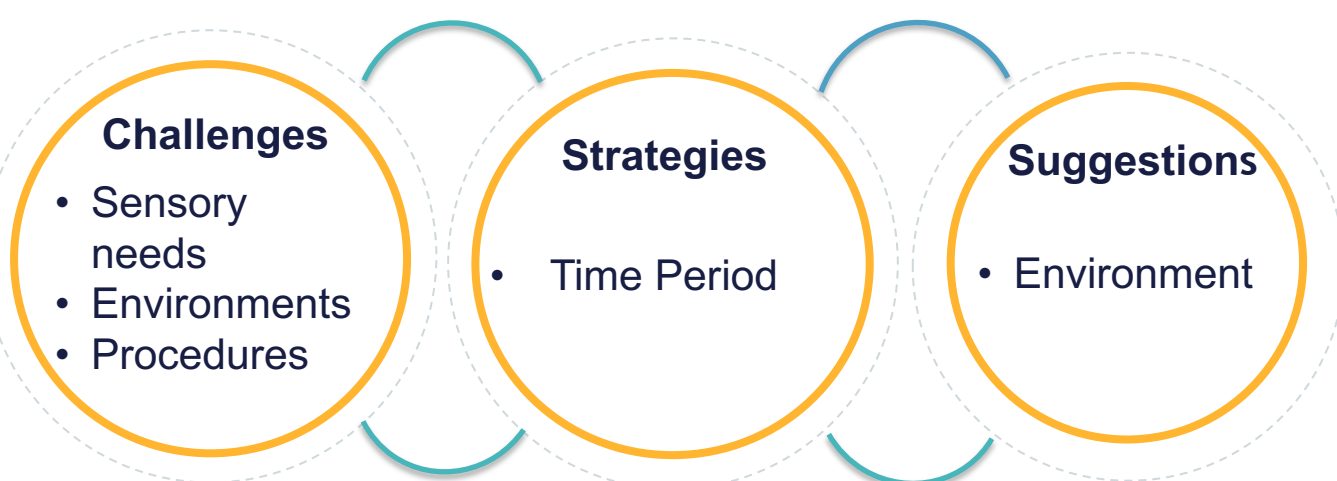 Challenges
• Sensory
needs
• Environments
• Procedures
Strategies
• Time Period
Suggestions
• Environment